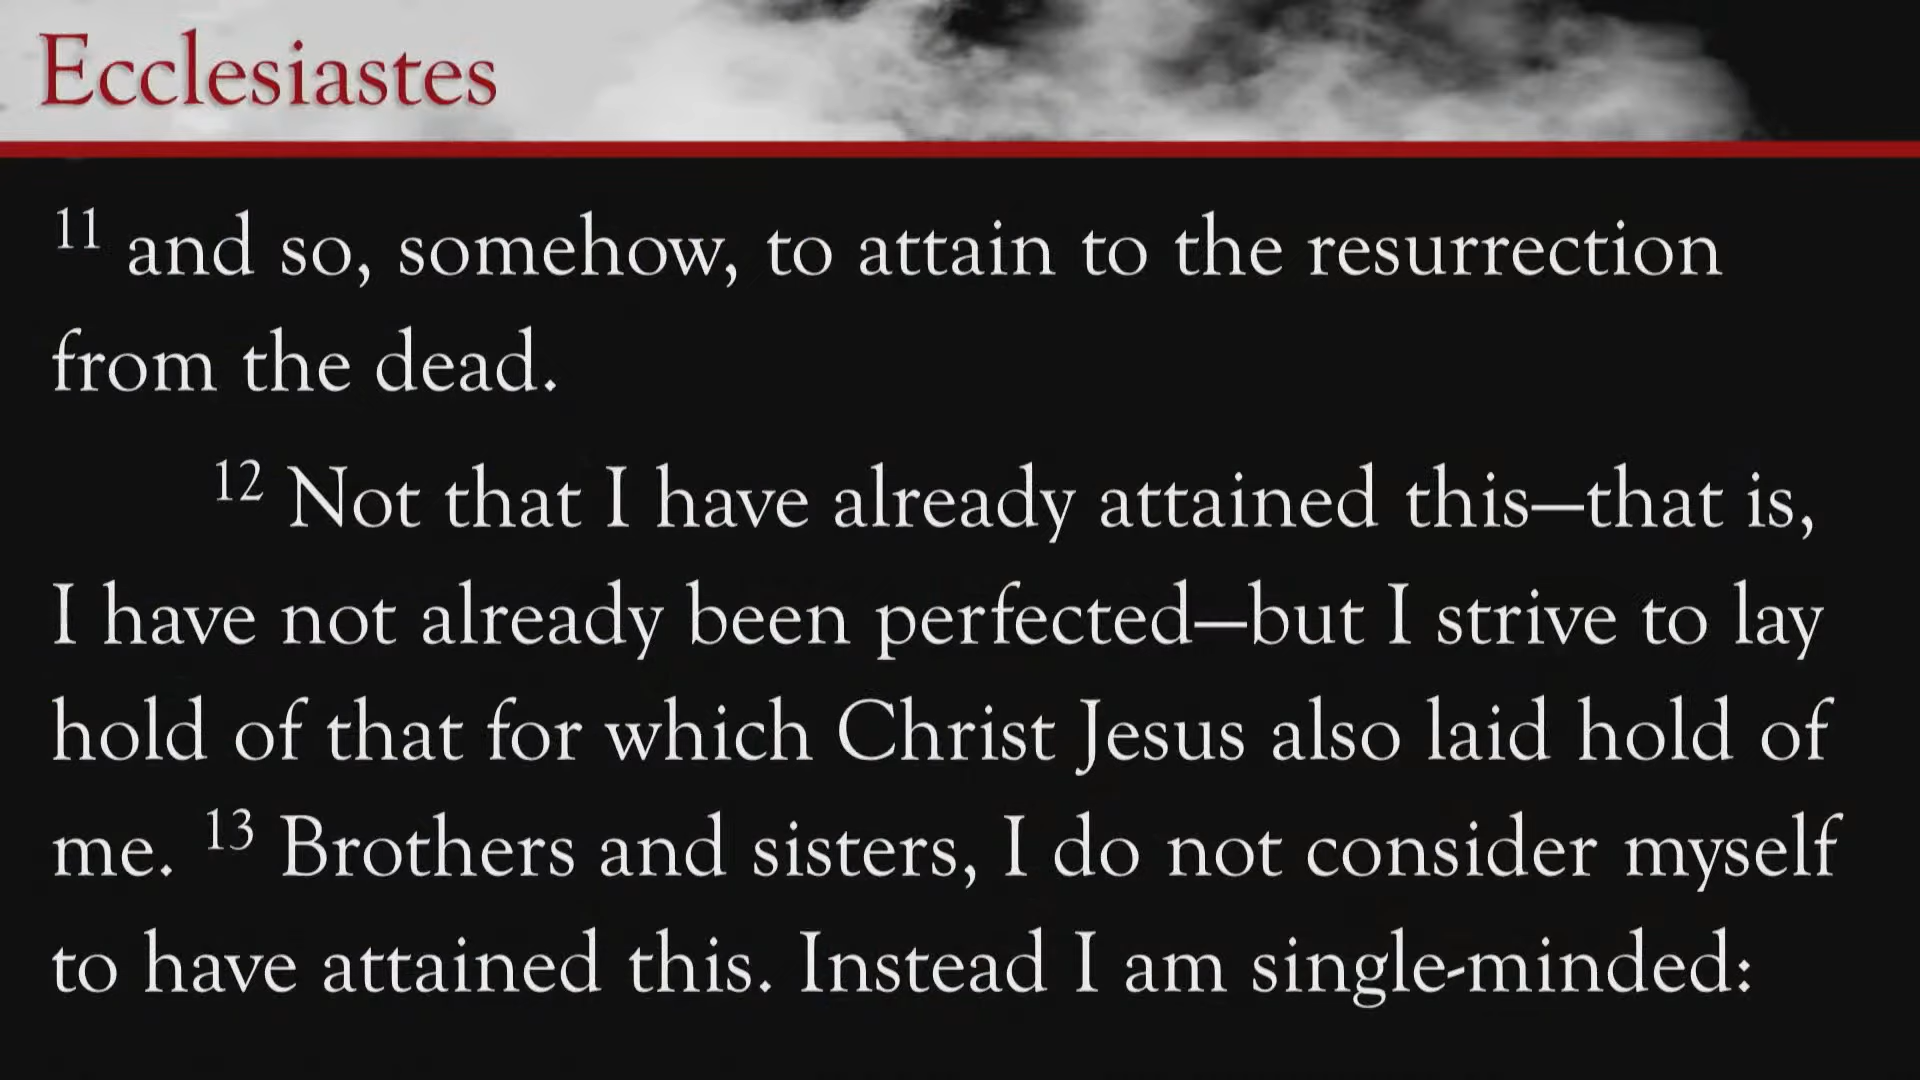 Ecclesiastes
11 and so, somehow, to attain to the resurrection
from the dead.
12 Not that I have already attained this—that is,
I have not already been perfected—but I strive to lay
hold of that for which Christ Jesus also laid hold of
me. 13 Brothers and sisters, I do not consider myself
to have attained this. Instead I am single-minded: